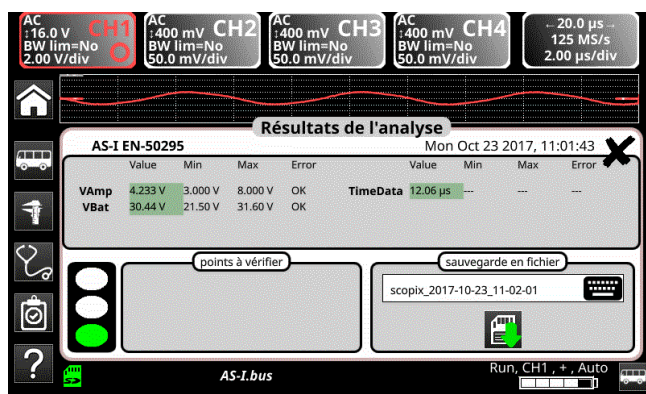 AC
↕16.0 V CH1
BW lim=No
2.00 V/div
AC
↕400 mV CH2
BW lim=No
50.0 mV/div
AC
↕400 mV CH3
BW lim=No
50.0 mV/div
AC
↕400 mV CH4
BW lim=No
50.0 mV/div
←20.0 µs→
125 MS/s
2.00 µs/div
Résultats de l'analyse
AS-I EN-50295 Mon Oct 23 2017, 11:01:43
Value Min Max Error Value Min Max Error
VAmp 4.233 V 3.000 V 8.000 V OK TimeData 12.06 µs --- --- ---
VBat 30.44 V 21.50 V 31.60 V OK
points à vérifier
sauvegarde en fichier
scopix_2017-10-23_11-02-01
?
AS-I.bus
Run, CH1 , + , Auto